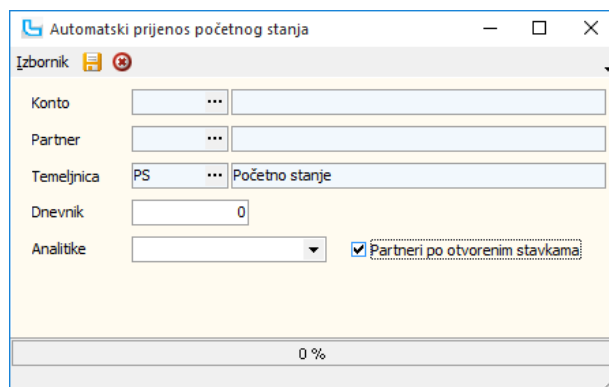 Automatski prijenos početnog stanja
Izbornik
Konto ...
Partner ...
Temeljnica PS ... Početno stanje
Dnevnik 0
Analitike Partneri po otvorenim stavkama
0 %